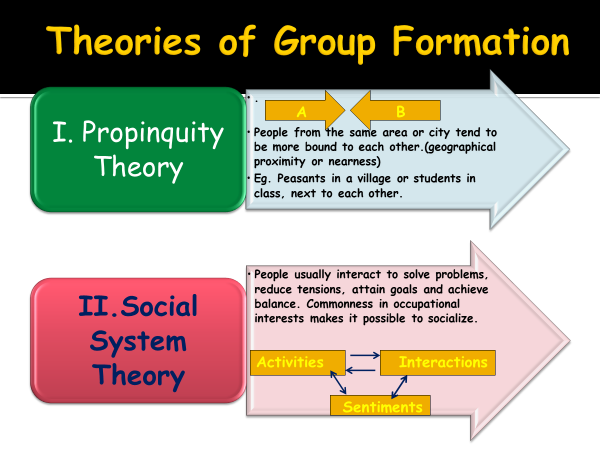 Theories of Group Formation
I. Propinquity
Theory
• .
A B
• People from the same area or city tend to
be more bound to each other.(geographical
proximity or nearness)
• Eg. Peasants in a village or students in
class, next to each other.
II.Social
System
Theory
• People usually interact to solve problems,
reduce tensions, attain goals and achieve
balance. Commonness in occupational
interests makes it possible to socialize.
Activities Interactions
Sentiments